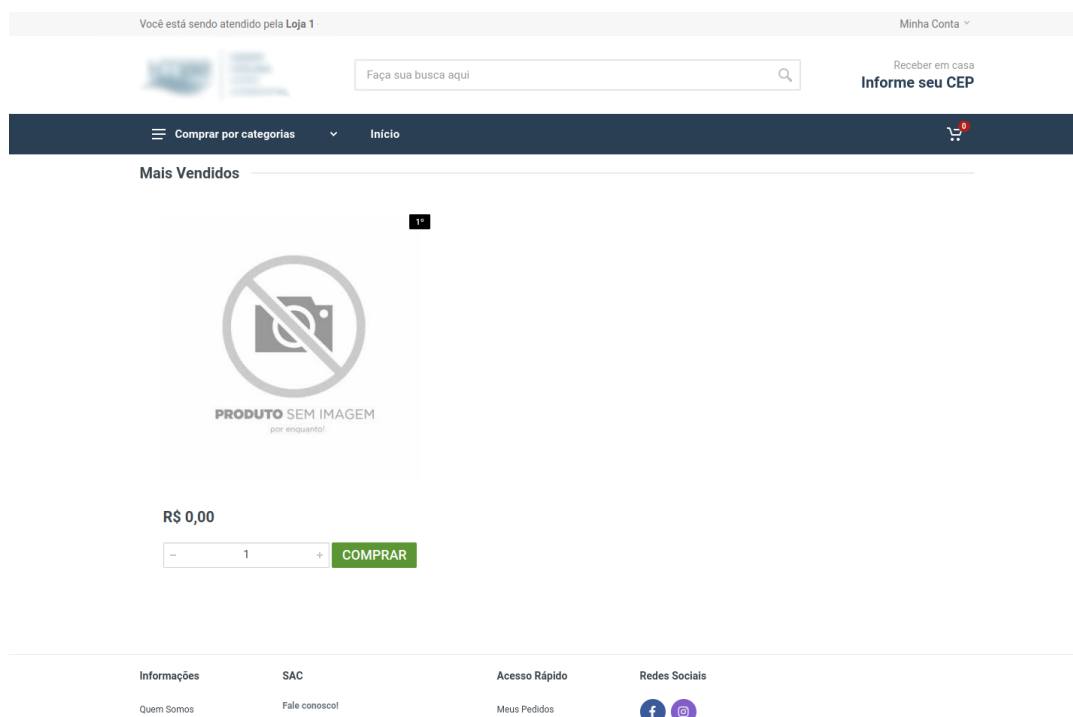 Você está sendo atendido pela Loja 1
Minha Conta
Faça sua busca aqui
Receber em casa
Informe seu CEP
Comprar por categorias
Início
0
Mais Vendidos
1º
PRODUTO SEM IMAGEM
por enquanto!
R$ 0,00
− 1 + COMPRAR
Informações
SAC
Acesso Rápido
Redes Sociais
Quem Somos
Fale conosco!
Meus Pedidos